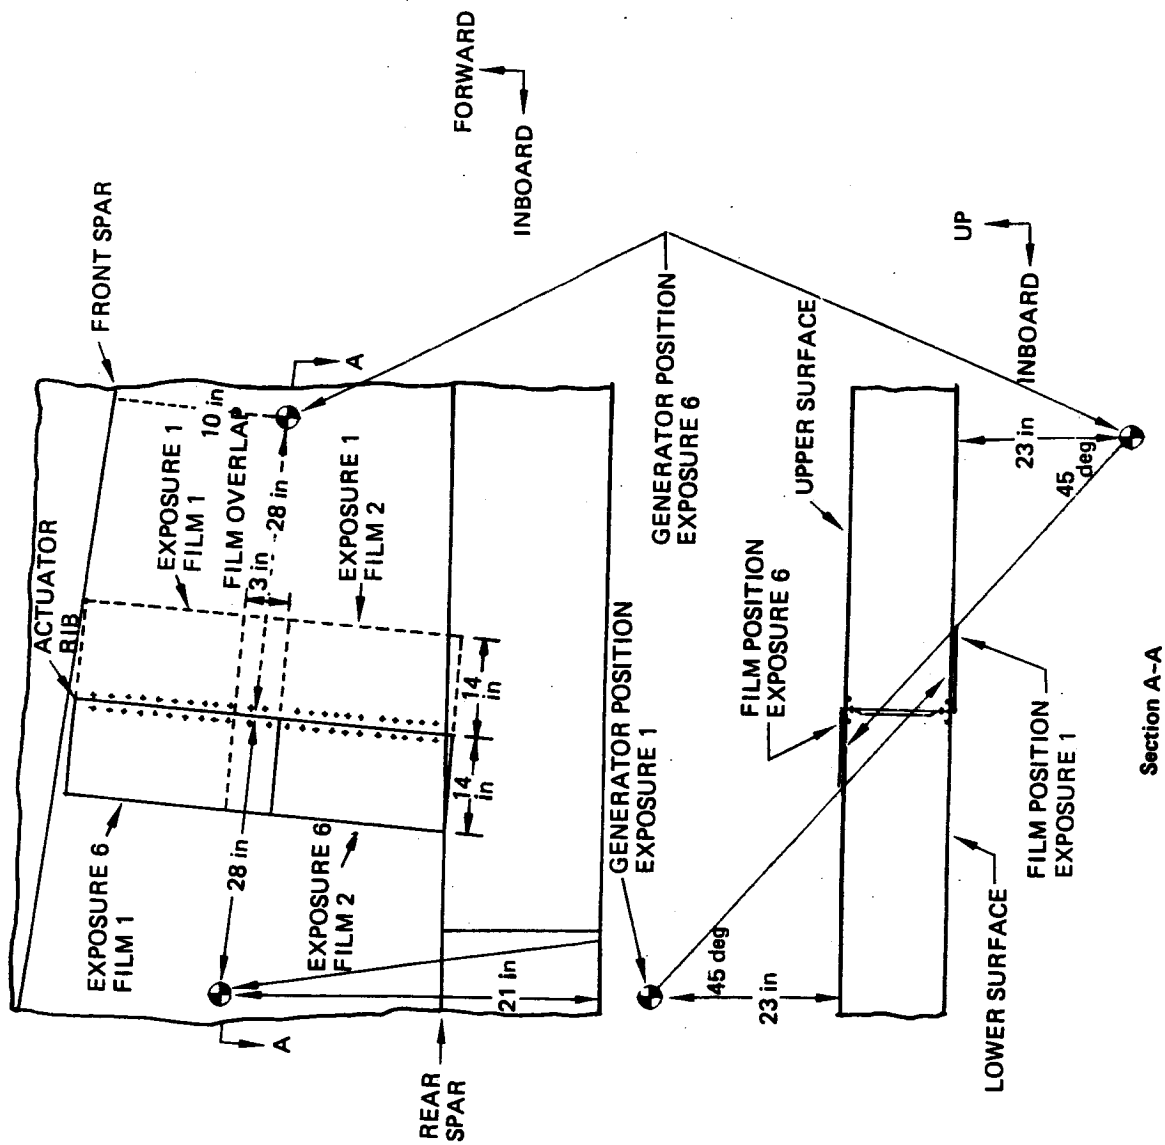 FRONT SPAR
FORWARD
INBOARD
ACTUATOR
RIB
EXPOSURE 1
FILM 1
10 in
FILM OVERLAP
3 in
28 in
EXPOSURE 1
FILM 2
A
EXPOSURE 6
FILM 1
28 in
14
in
14
in
EXPOSURE 6
FILM 2
21 in
A
REAR
SPAR
GENERATOR POSITION
EXPOSURE 6
GENERATOR POSITION
EXPOSURE 1
UP
INBOARD
UPPER SURFACE
FILM POSITION
EXPOSURE 6
23 in
45
deg
45 deg
23 in
FILM POSITION
EXPOSURE 1
LOWER SURFACE
Section A-A